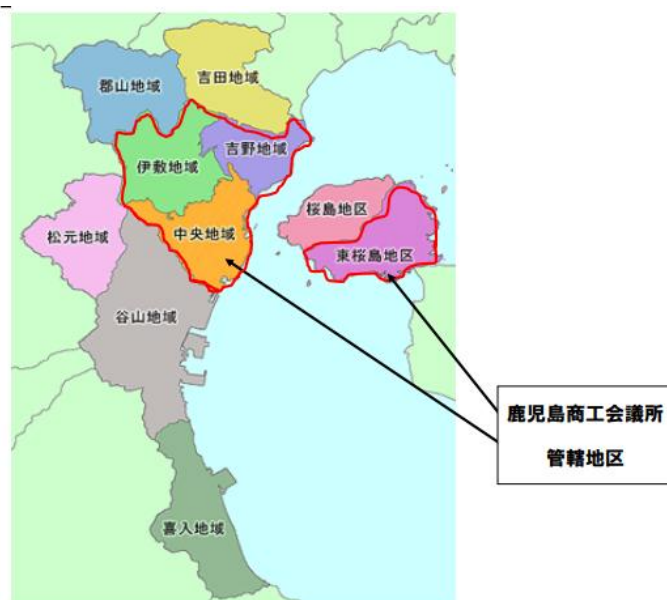 吉田地域
郡山地域
吉野地域
伊敷地域
桜島地区
中央地域
松元地域
東桜島地区
谷山地域
鹿児島商工会議所
管轄地区
喜入地域